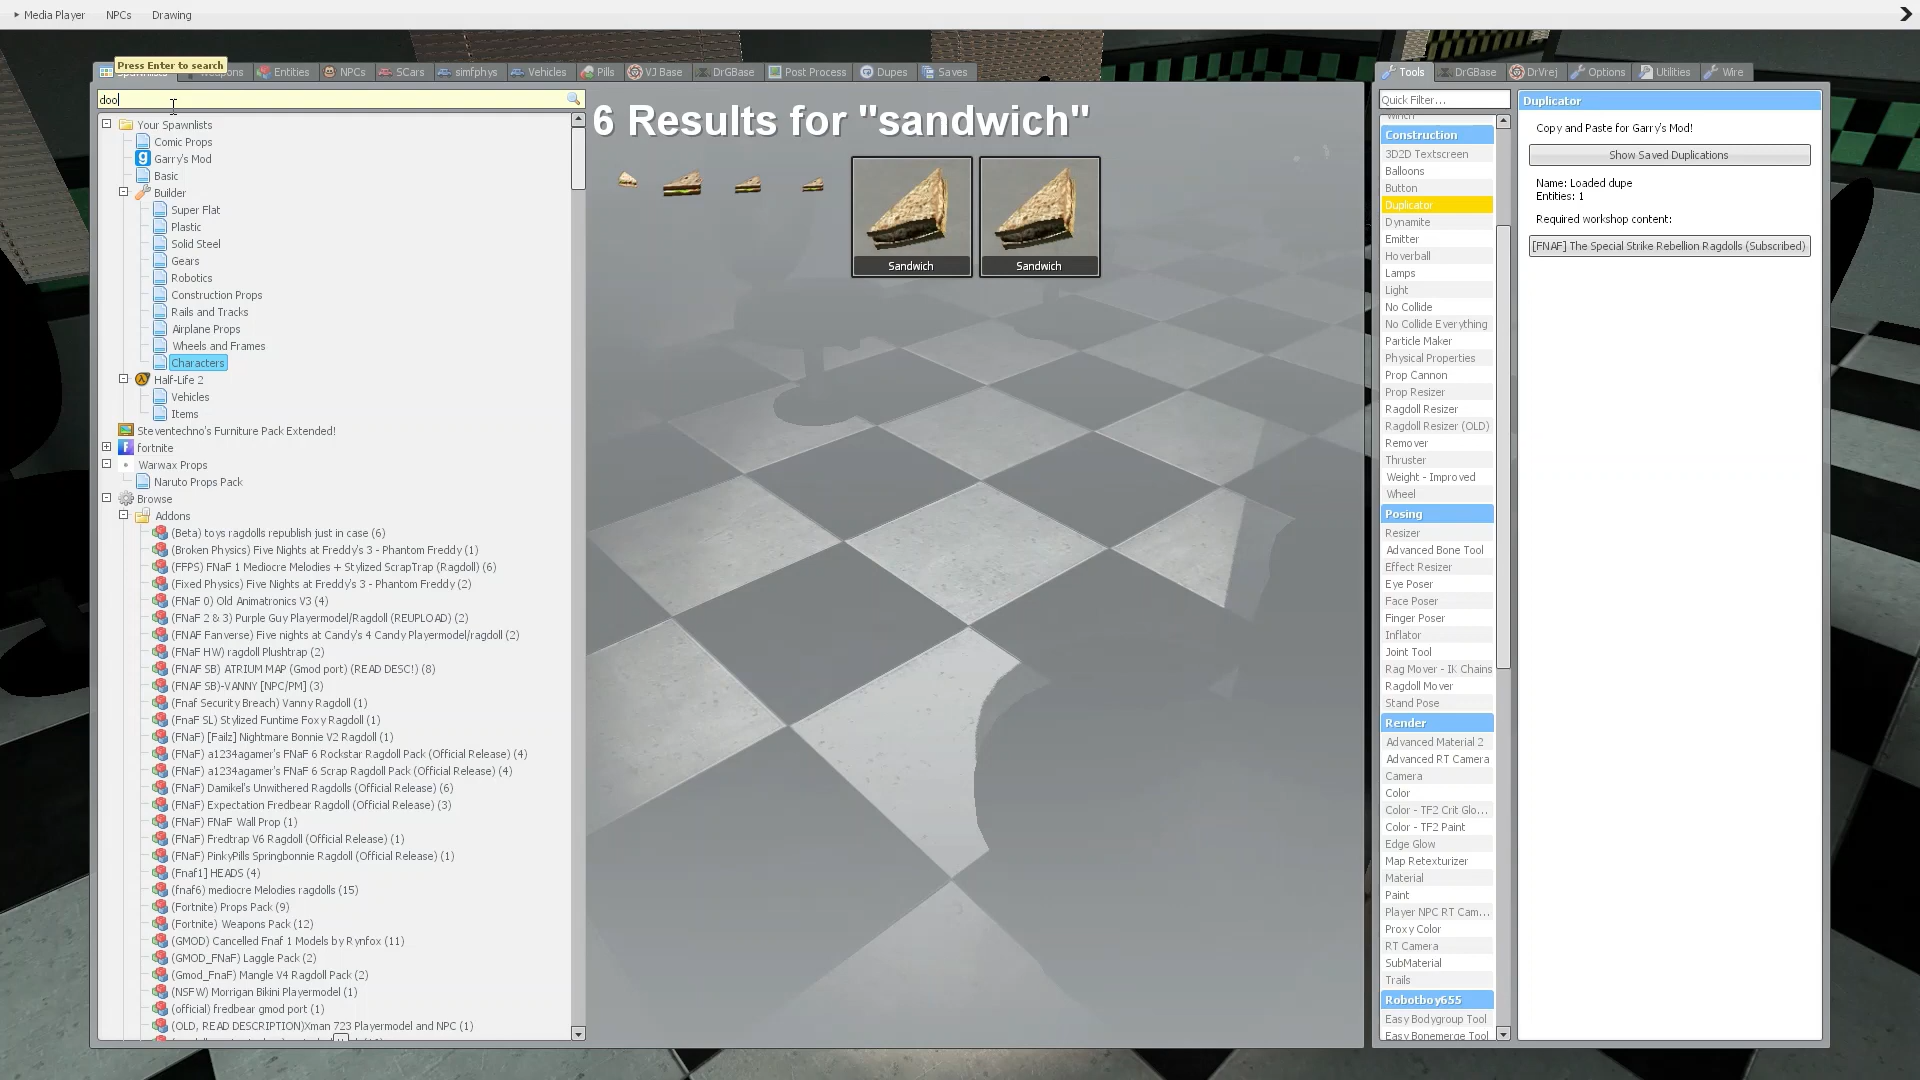 Media Player NPCs Drawing
Press Enter to search
Weapons Entities NPCs SCars simfphys Vehicles Pills VJ Base DrGBase Post Process Dupes Saves
doo
Your Spawnlists
Comic Props
Garry's Mod
Basic
Builder
Super Flat
Plastic
Solid Steel
Gears
Robotics
Construction Props
Rails and Tracks
Airplane Props
Wheels and Frames
Characters
Half-Life 2
Vehicles
Items
Steventechno's Furniture Pack Extended!
fortnite
Warwax Props
Naruto Props Pack
Browse
Addons
(Beta) toys ragdolls republish just in case (6)
(Broken Physics) Five Nights at Freddy's 3 - Phantom Freddy (1)
(FFPS) FNaF 1 Mediocre Melodies + Stylized ScrapTrap (Ragdoll) (6)
(Fixed Physics) Five Nights at Freddy's 3 - Phantom Freddy (2)
(FNaF 0) Old Animatronics V3 (4)
(FNaF 2 & 3) Purple Guy Playermodel/Ragdoll (REUPLOAD) (2)
(FNAF Fanverse) Five nights at Candy's 4 Candy Playermodel/ragdoll (2)
(FNaF HW) ragdoll Plushtrap (2)
(FNAF SB) ATRIUM MAP (Gmod port) (READ DESC!) (8)
(FNAF SB)-VANNY [NPC/PM] (3)
(Fnaf Security Breach) Vanny Ragdoll (1)
(FnaF SL) Stylized Funtime Foxy Ragdoll (1)
(FNaF) [Failz] Nightmare Bonnie V2 Ragdoll (1)
(FNaF) a1234agamer's FNaF 6 Rockstar Ragdoll Pack (Official Release) (4)
(FNaF) a1234agamer's FNaF 6 Scrap Ragdoll Pack (Official Release) (4)
(FNaF) Damikel's Unwithered Ragdolls (Official Release) (6)
(FNaF) Expectation Fredbear Ragdoll (Official Release) (3)
(FNaF) FNaF Wall Prop (1)
(FNaF) Fredtrap V6 Ragdoll (Official Release) (1)
(FNaF) PinkyPills Springbonnie Ragdoll (Official Release) (1)
(Fnaf1] HEADS (4)
(fnaf6) mediocre Melodies ragdolls (15)
(Fortnite) Props Pack (9)
(Fortnite) Weapons Pack (12)
(GMOD) Cancelled Fnaf 1 Models by Rynfox (11)
(GMOD_FNaF) Laggle Pack (2)
(Gmod_FnaF) Mangle V4 Ragdoll Pack (2)
(NSFW) Morrigan Bikini Playermodel (1)
(official) fredbear gmod port (1)
(OLD, READ DESCRIPTION)Xman 723 Playermodel and NPC (1)
6 Results for "sandwich"
Sandwich Sandwich
Tools DrGBase DrVrej Options Utilities Wire
Quick Filter...
Winch
Construction
3D2D Textscreen
Balloons
Button
Duplicator
Dynamite
Emitter
Hoverball
Lamps
Light
No Collide
No Collide Everything
Particle Maker
Physical Properties
Prop Cannon
Prop Resizer
Ragdoll Resizer
Ragdoll Resizer (OLD)
Remover
Thruster
Weight - Improved
Wheel
Posing
Resizer
Advanced Bone Tool
Effect Resizer
Eye Poser
Face Poser
Finger Poser
Inflator
Joint Tool
Rag Mover - IK Chains
Ragdoll Mover
Stand Pose
Render
Advanced Material 2
Advanced RT Camera
Camera
Color
Color - TF2 Crit Glo...
Color - TF2 Paint
Edge Glow
Map Retexturizer
Material
Paint
Player NPC RT Cam...
Proxy Color
RT Camera
SubMaterial
Trails
Robotboy655
Easy Bodygroup Tool
Easy Bonemerge Tool
Duplicator
Copy and Paste for Garry's Mod!
Show Saved Duplications
Name: Loaded dupe
Entities: 1
Required workshop content:
[FNAF] The Special Strike Rebellion Ragdolls (Subscribed)